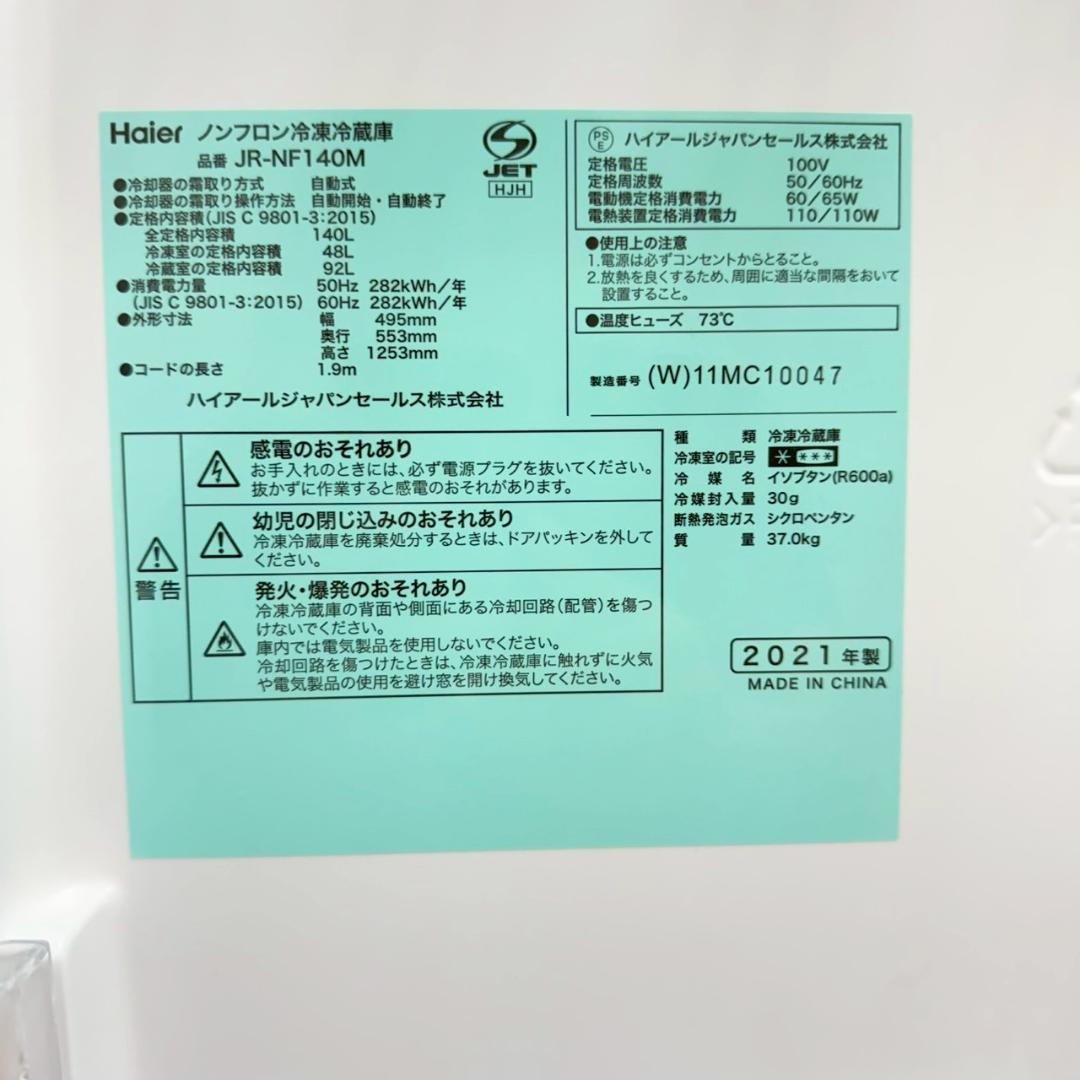 Haier ノンフロン冷凍冷蔵庫
品番 JR-NF140M
●冷却器の霜取り方式 自動式
●冷却器の霜取り操作方法 自動開始・自動終了
●定格内容積(JIS C 9801-3:2015)
全定格内容積 140L
冷凍室の定格内容積 48L
冷蔵室の定格内容積 92L
●消費電力量 50Hz 282kWh/年
(JIS C 9801-3:2015) 60Hz 282kWh/年
●外形寸法 幅 495mm
奥行 553mm
高さ 1253mm
●コードの長さ 1.9m
ハイアールジャパンセールス株式会社
JET
HJH
PS
E
ハイアールジャパンセールス株式会社
定格電圧 100V
定格周波数 50/60Hz
電動機定格消費電力 60/65W
電熱装置定格消費電力 110/110W
●使用上の注意
1.電源は必ずコンセントからとること。
2.放熱を良くするため、周囲に適当な間隔をおいて
設置すること。
●温度ヒューズ 73℃
製造番号 (W)11MC10047
警告
感電のおそれあり
お手入れのときには、必ず電源プラグを抜いてください。
抜かずに作業すると感電のおそれがあります。
幼児の閉じ込みのおそれあり
冷凍冷蔵庫を廃棄処分するときは、ドアパッキンを外して
ください。
発火・爆発のおそれあり
冷凍冷蔵庫の背面や側面にある冷却回路(配管)を傷つ
けないでください。
庫内では電気製品を使用しないでください。
冷却回路を傷つけたときは、冷凍冷蔵庫に触れずに火気
や電気製品の使用を避け窓を開け換気してください。
種類 冷凍冷蔵庫
冷凍室の記号 * ***
冷媒名 イソブタン(R600a)
冷媒封入量 30g
断熱発泡ガス シクロペンタン
質量 37.0kg
2021年製
MADE IN CHINA